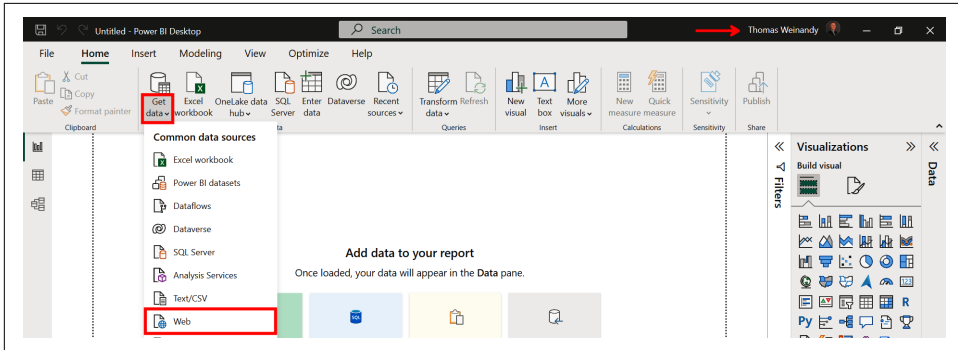 Untitled - Power BI Desktop Search Thomas Weinandy
File Home Insert Modeling View Optimize Help
Paste Cut Copy Format painter
Get data Excel workbook OneLake data hub SQL Server Enter data Dataverse Recent sources
Transform data Refresh
New visual Text box More visuals
New measure Quick measure
Sensitivity
Publish
Clipboard ta Queries Insert Calculations Sensitivity Share
Common data sources
Excel workbook
Power BI datasets
Dataflows
Dataverse
SQL Server
Analysis Services
Text/CSV
Web
Add data to your report
Once loaded, your data will appear in the Data pane.
SQL
Filters
Visualizations
Build visual
123
R
Py
Data